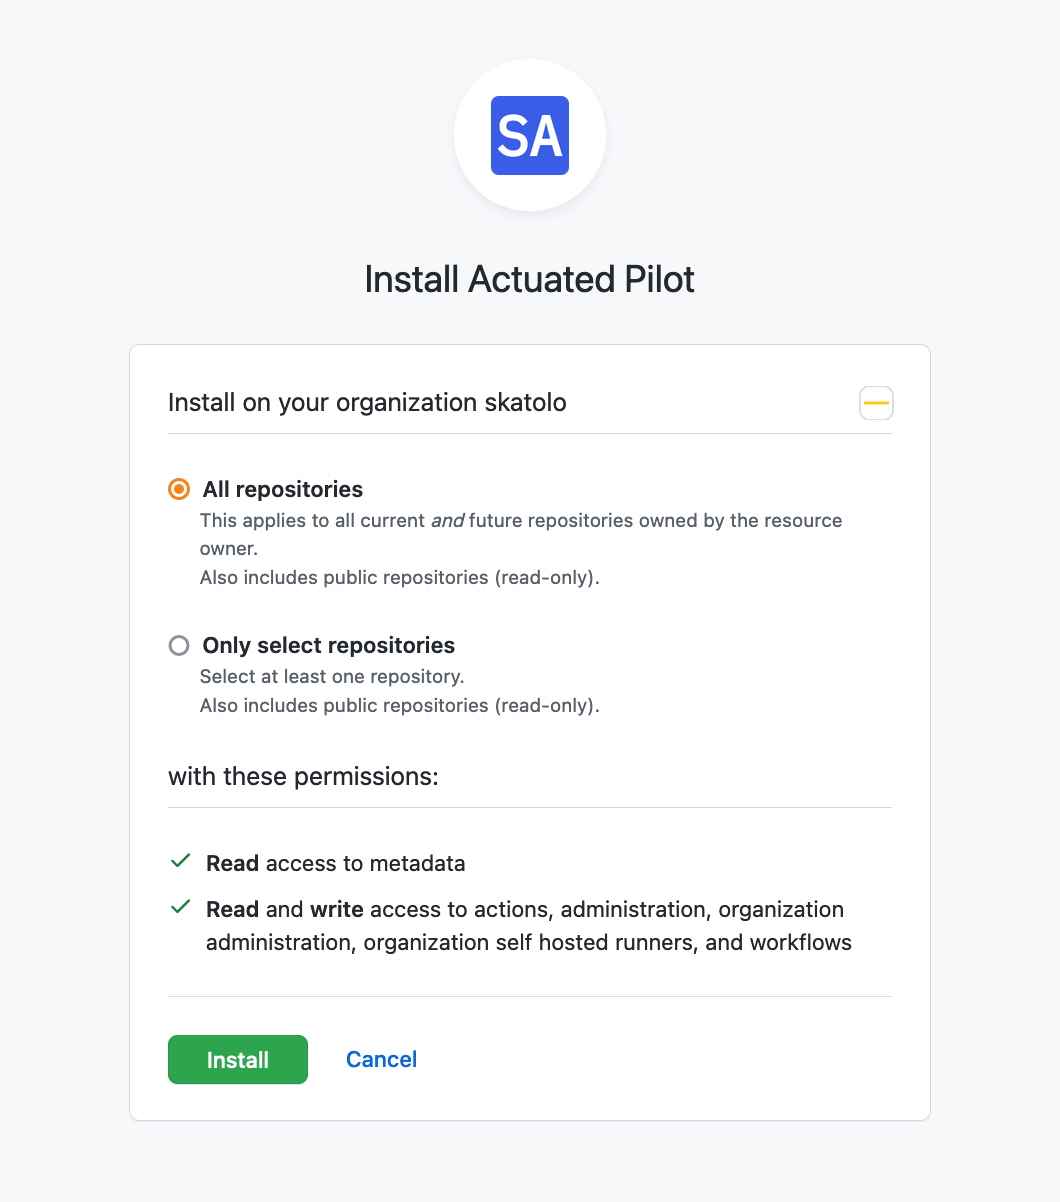 SA
Install Actuated Pilot
Install on your organization skatolo
All repositories
This applies to all current and future repositories owned by the resource
owner.
Also includes public repositories (read-only).
Only select repositories
Select at least one repository.
Also includes public repositories (read-only).
with these permissions:
Read access to metadata
Read and write access to actions, administration, organization
administration, organization self hosted runners, and workflows
Install Cancel